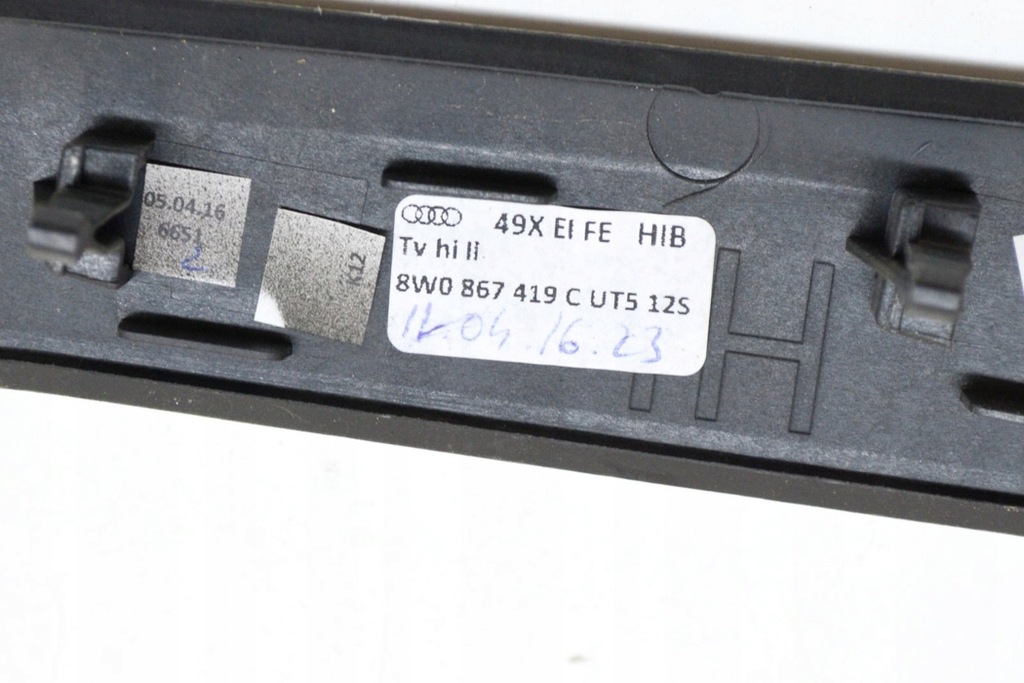 05.04.16
6651
2
K12
49X EI FE HIB
Tv hi li
8W0 867 419 C UT5 12S
12.04.16.23
H